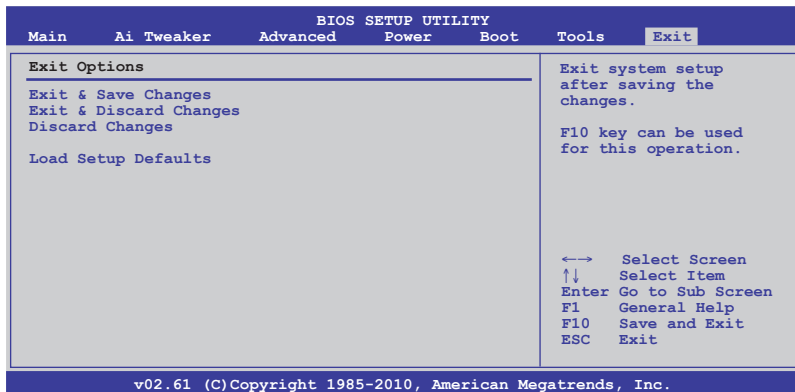 BIOS SETUP UTILITY
Main Ai Tweaker Advanced Power Boot Tools Exit
Exit Options
Exit & Save Changes
Exit & Discard Changes
Discard Changes
Load Setup Defaults
Exit system setup
after saving the
changes.
F10 key can be used
for this operation.
←→ Select Screen
↑↓ Select Item
Enter Go to Sub Screen
F1 General Help
F10 Save and Exit
ESC Exit
v02.61 (C)Copyright 1985-2010, American Megatrends, Inc.